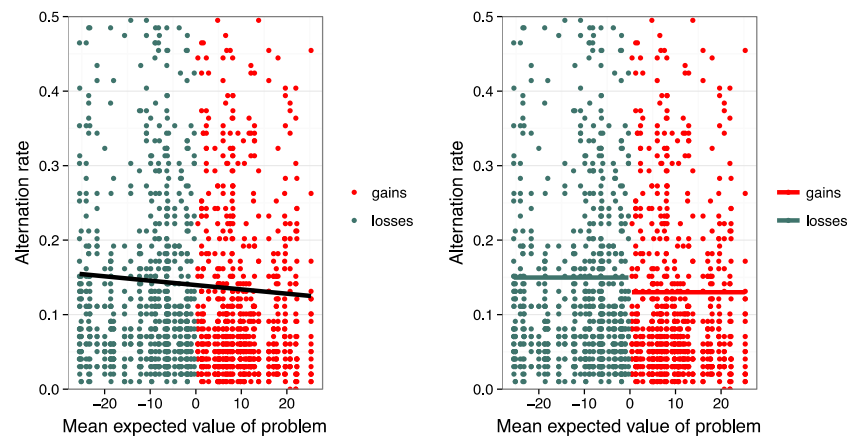 0.5
0.4
0.3
0.2
0.1
0.0
Alternation rate
−20 −10 0 10 20
Mean expected value of problem
gains
losses
0.5
0.4
0.3
0.2
0.1
0.0
Alternation rate
−20 −10 0 10 20
Mean expected value of problem
gains
losses